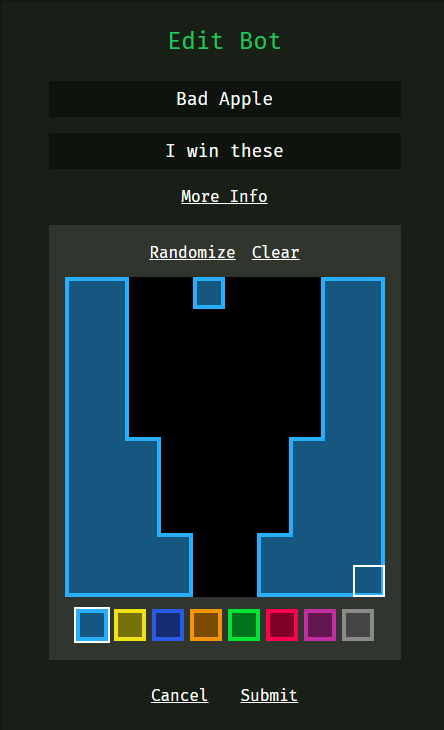 Edit Bot
Bad Apple
I win these
More Info
Randomize Clear
Cancel Submit